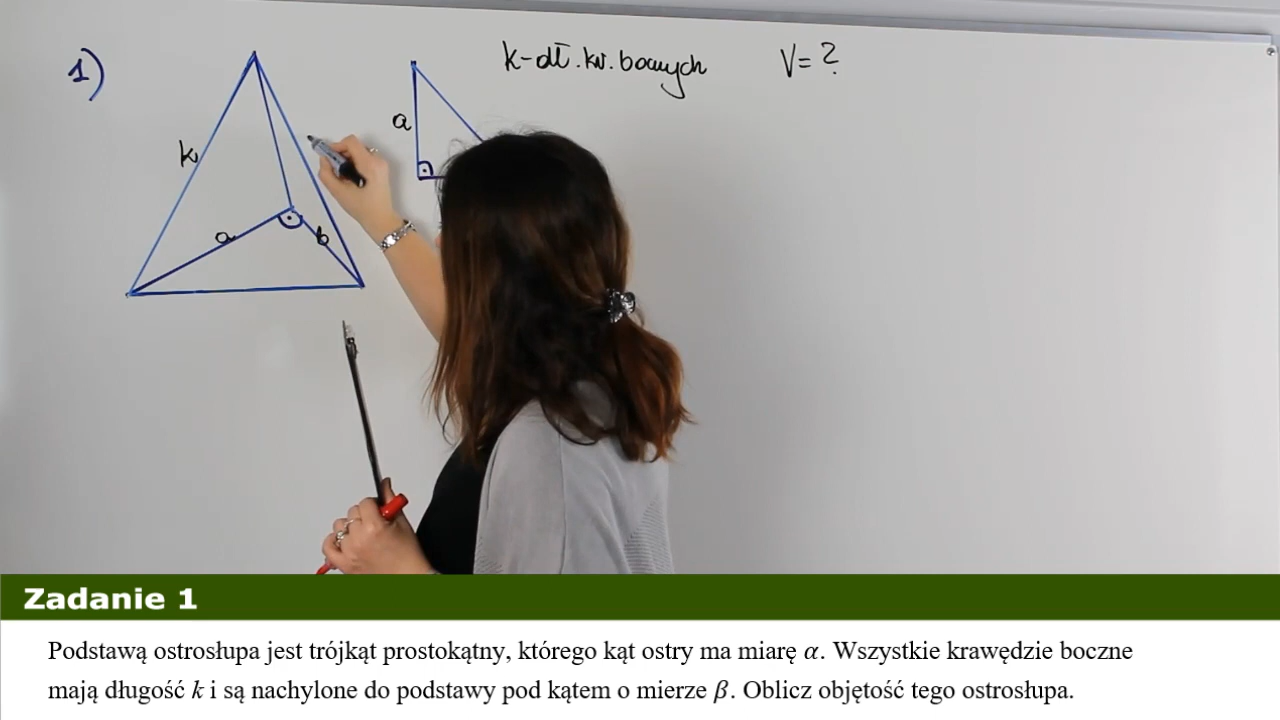 1)
k-dł. kr. bocznych
V= ?
k
a
a
b
Zadanie 1
Podstawą ostrosłupa jest trójkąt prostokątny, którego kąt ostry ma miarę α. Wszystkie krawędzie boczne
mają długość k i są nachylone do podstawy pod kątem o mierze β. Oblicz objętość tego ostrosłupa.